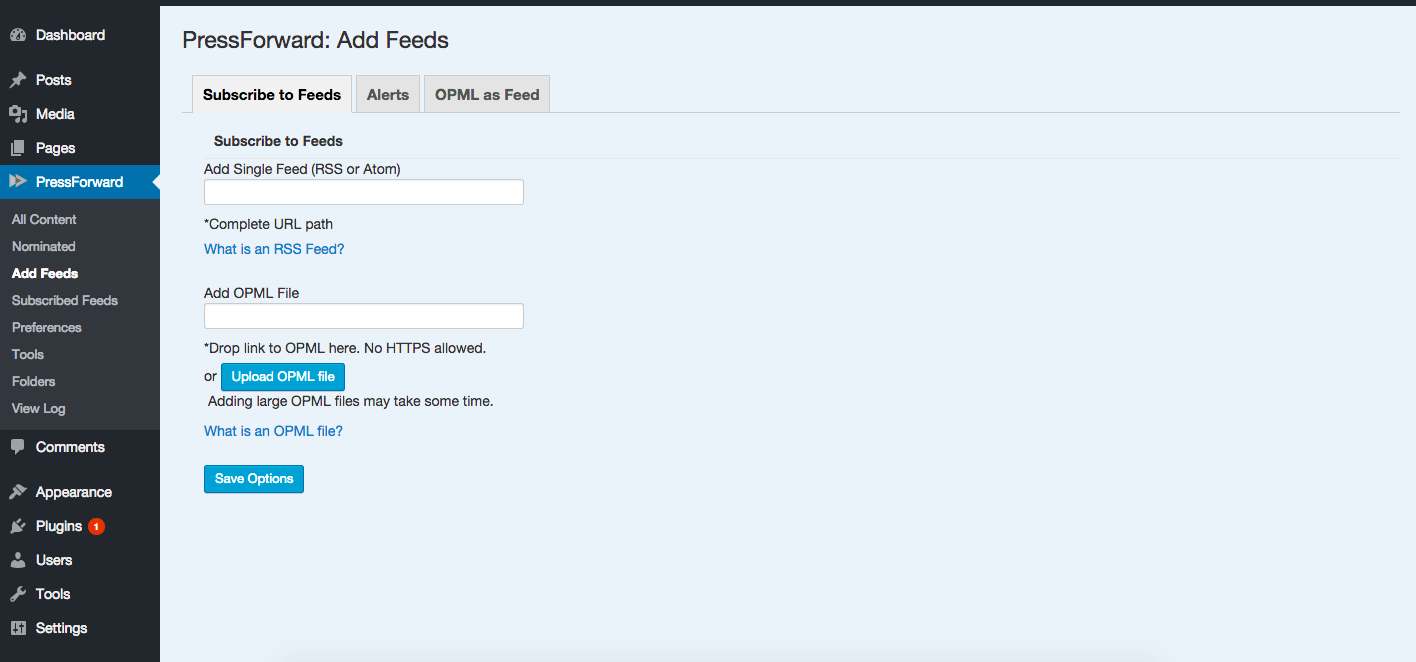 Dashboard
Posts
Media
Pages
PressForward
All Content
Nominated
Add Feeds
Subscribed Feeds
Preferences
Tools
Folders
View Log
Comments
Appearance
Plugins 1
Users
Tools
Settings
PressForward: Add Feeds
Subscribe to Feeds Alerts OPML as Feed
Subscribe to Feeds
Add Single Feed (RSS or Atom)
*Complete URL path
What is an RSS Feed?
Add OPML File
*Drop link to OPML here. No HTTPS allowed.
or Upload OPML file
Adding large OPML files may take some time.
What is an OPML file?
Save Options